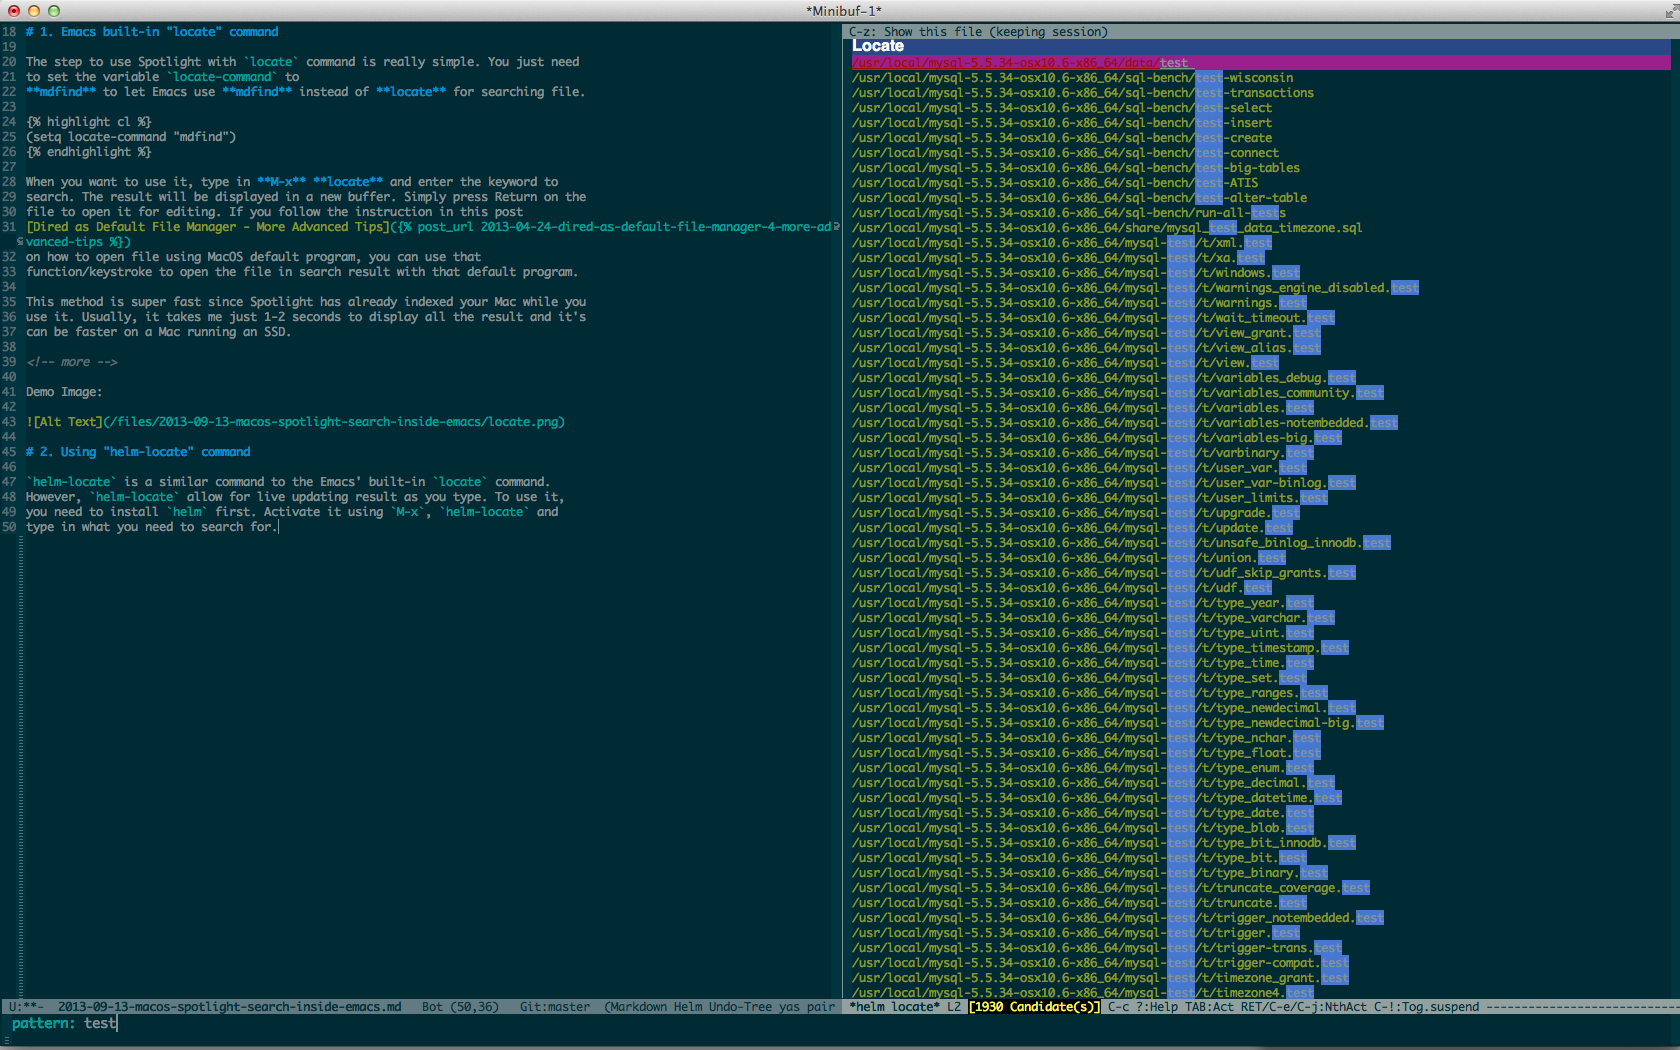 *Minibuf-1*
18 # 1. Emacs built-in "locate" command
19
20 The step to use Spotlight with `locate` command is really simple. You just need
21 to set the variable `locate-command` to
22 **mdfind** to let Emacs use **mdfind** instead of **locate** for searching file.
23
24 {% highlight cl %}
25 (setq locate-command "mdfind")
26 {% endhighlight %}
27
28 When you want to use it, type in **M-x** **locate** and enter the keyword to
29 search. The result will be displayed in a new buffer. Simply press Return on the
30 file to open it for editing. If you follow the instruction in this post
31 [Dired as Default File Manager - More Advanced Tips]({% post_url 2013-04-24-dired-as-default-file-manager-4-more-ad
vanced-tips %})
32 on how to open file using MacOS default program, you can use that
33 function/keystroke to open the file in search result with that default program.
34
35 This method is super fast since Spotlight has already indexed your Mac while you
36 use it. Usually, it takes me just 1-2 seconds to display all the result and it's
37 can be faster on a Mac running an SSD.
38
39 <!-- more -->
40
41 Demo Image:
42
43 ![Alt Text](/files/2013-09-13-macos-spotlight-search-inside-emacs/locate.png)
44
45 # 2. Using "helm-locate" command
46
47 `helm-locate` is a similar command to the Emacs' built-in `locate` command.
48 However, `helm-locate` allow for live updating result as you type. To use it,
49 you need to install `helm` first. Activate it using `M-x`, `helm-locate` and
50 type in what you need to search for.
C-z: Show this file (keeping session)
Locate
/usr/local/mysql-5.5.34-osx10.6-x86_64/data/test
/usr/local/mysql-5.5.34-osx10.6-x86_64/sql-bench/test-wisconsin
/usr/local/mysql-5.5.34-osx10.6-x86_64/sql-bench/test-transactions
/usr/local/mysql-5.5.34-osx10.6-x86_64/sql-bench/test-select
/usr/local/mysql-5.5.34-osx10.6-x86_64/sql-bench/test-insert
/usr/local/mysql-5.5.34-osx10.6-x86_64/sql-bench/test-create
/usr/local/mysql-5.5.34-osx10.6-x86_64/sql-bench/test-connect
/usr/local/mysql-5.5.34-osx10.6-x86_64/sql-bench/test-big-tables
/usr/local/mysql-5.5.34-osx10.6-x86_64/sql-bench/test-ATIS
/usr/local/mysql-5.5.34-osx10.6-x86_64/sql-bench/test-alter-table
/usr/local/mysql-5.5.34-osx10.6-x86_64/sql-bench/run-all-tests
/usr/local/mysql-5.5.34-osx10.6-x86_64/share/mysql_test_data_timezone.sql
/usr/local/mysql-5.5.34-osx10.6-x86_64/mysql-test/t/xml.test
/usr/local/mysql-5.5.34-osx10.6-x86_64/mysql-test/t/xa.test
/usr/local/mysql-5.5.34-osx10.6-x86_64/mysql-test/t/windows.test
/usr/local/mysql-5.5.34-osx10.6-x86_64/mysql-test/t/warnings_engine_disabled.test
/usr/local/mysql-5.5.34-osx10.6-x86_64/mysql-test/t/warnings.test
/usr/local/mysql-5.5.34-osx10.6-x86_64/mysql-test/t/wait_timeout.test
/usr/local/mysql-5.5.34-osx10.6-x86_64/mysql-test/t/view_grant.test
/usr/local/mysql-5.5.34-osx10.6-x86_64/mysql-test/t/view_alias.test
/usr/local/mysql-5.5.34-osx10.6-x86_64/mysql-test/t/view.test
/usr/local/mysql-5.5.34-osx10.6-x86_64/mysql-test/t/variables_debug.test
/usr/local/mysql-5.5.34-osx10.6-x86_64/mysql-test/t/variables_community.test
/usr/local/mysql-5.5.34-osx10.6-x86_64/mysql-test/t/variables.test
/usr/local/mysql-5.5.34-osx10.6-x86_64/mysql-test/t/variables-notembedded.test
/usr/local/mysql-5.5.34-osx10.6-x86_64/mysql-test/t/variables-big.test
/usr/local/mysql-5.5.34-osx10.6-x86_64/mysql-test/t/varbinary.test
/usr/local/mysql-5.5.34-osx10.6-x86_64/mysql-test/t/user_var.test
/usr/local/mysql-5.5.34-osx10.6-x86_64/mysql-test/t/user_var-binlog.test
/usr/local/mysql-5.5.34-osx10.6-x86_64/mysql-test/t/user_limits.test
/usr/local/mysql-5.5.34-osx10.6-x86_64/mysql-test/t/upgrade.test
/usr/local/mysql-5.5.34-osx10.6-x86_64/mysql-test/t/update.test
/usr/local/mysql-5.5.34-osx10.6-x86_64/mysql-test/t/unsafe_binlog_innodb.test
/usr/local/mysql-5.5.34-osx10.6-x86_64/mysql-test/t/union.test
/usr/local/mysql-5.5.34-osx10.6-x86_64/mysql-test/t/udf_skip_grants.test
/usr/local/mysql-5.5.34-osx10.6-x86_64/mysql-test/t/udf.test
/usr/local/mysql-5.5.34-osx10.6-x86_64/mysql-test/t/type_year.test
/usr/local/mysql-5.5.34-osx10.6-x86_64/mysql-test/t/type_varchar.test
/usr/local/mysql-5.5.34-osx10.6-x86_64/mysql-test/t/type_uint.test
/usr/local/mysql-5.5.34-osx10.6-x86_64/mysql-test/t/type_timestamp.test
/usr/local/mysql-5.5.34-osx10.6-x86_64/mysql-test/t/type_time.test
/usr/local/mysql-5.5.34-osx10.6-x86_64/mysql-test/t/type_set.test
/usr/local/mysql-5.5.34-osx10.6-x86_64/mysql-test/t/type_ranges.test
/usr/local/mysql-5.5.34-osx10.6-x86_64/mysql-test/t/type_newdecimal.test
/usr/local/mysql-5.5.34-osx10.6-x86_64/mysql-test/t/type_newdecimal-big.test
/usr/local/mysql-5.5.34-osx10.6-x86_64/mysql-test/t/type_nchar.test
/usr/local/mysql-5.5.34-osx10.6-x86_64/mysql-test/t/type_float.test
/usr/local/mysql-5.5.34-osx10.6-x86_64/mysql-test/t/type_enum.test
/usr/local/mysql-5.5.34-osx10.6-x86_64/mysql-test/t/type_decimal.test
/usr/local/mysql-5.5.34-osx10.6-x86_64/mysql-test/t/type_datetime.test
/usr/local/mysql-5.5.34-osx10.6-x86_64/mysql-test/t/type_date.test
/usr/local/mysql-5.5.34-osx10.6-x86_64/mysql-test/t/type_blob.test
/usr/local/mysql-5.5.34-osx10.6-x86_64/mysql-test/t/type_bit_innodb.test
/usr/local/mysql-5.5.34-osx10.6-x86_64/mysql-test/t/type_bit.test
/usr/local/mysql-5.5.34-osx10.6-x86_64/mysql-test/t/type_binary.test
/usr/local/mysql-5.5.34-osx10.6-x86_64/mysql-test/t/truncate_coverage.test
/usr/local/mysql-5.5.34-osx10.6-x86_64/mysql-test/t/truncate.test
/usr/local/mysql-5.5.34-osx10.6-x86_64/mysql-test/t/trigger_notembedded.test
/usr/local/mysql-5.5.34-osx10.6-x86_64/mysql-test/t/trigger.test
/usr/local/mysql-5.5.34-osx10.6-x86_64/mysql-test/t/trigger-trans.test
/usr/local/mysql-5.5.34-osx10.6-x86_64/mysql-test/t/trigger-compat.test
/usr/local/mysql-5.5.34-osx10.6-x86_64/mysql-test/t/timezone_grant.test
/usr/local/mysql-5.5.34-osx10.6-x86_64/mysql-test/t/timezone4.test
U:**- 2013-09-13-macos-spotlight-search-inside-emacs.md Bot (50,36) Git:master (Markdown Helm Undo-Tree yas pair
*helm locate* L2 [1930 Candidate(s)] C-c ?:Help TAB:Act RET/C-e/C-j:NthAct C-!:Tog.suspend ----------------------------
pattern: test